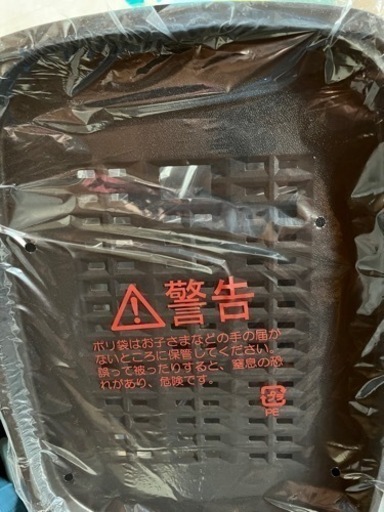 警告
ポリ袋はお子さまなどの手の届か
ないところに保管してください。
誤って被ったりすると、窒息の恐
れがあり、危険です。
PE